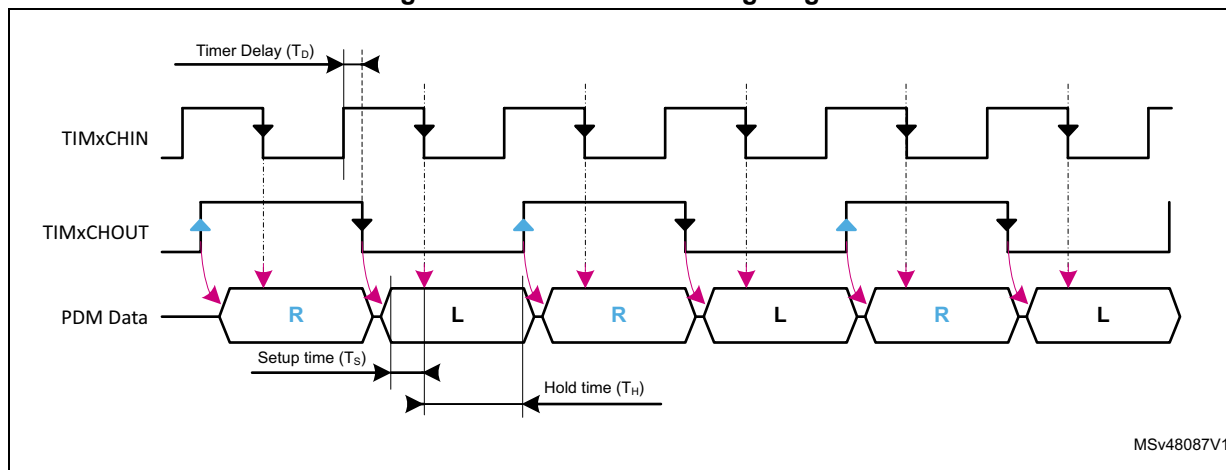 Timer Delay (TD)
TIMxCHIN
TIMxCHOUT
PDM Data
R
L
R
L
R
L
Setup time (TS)
Hold time (TH)
MSv48087V1